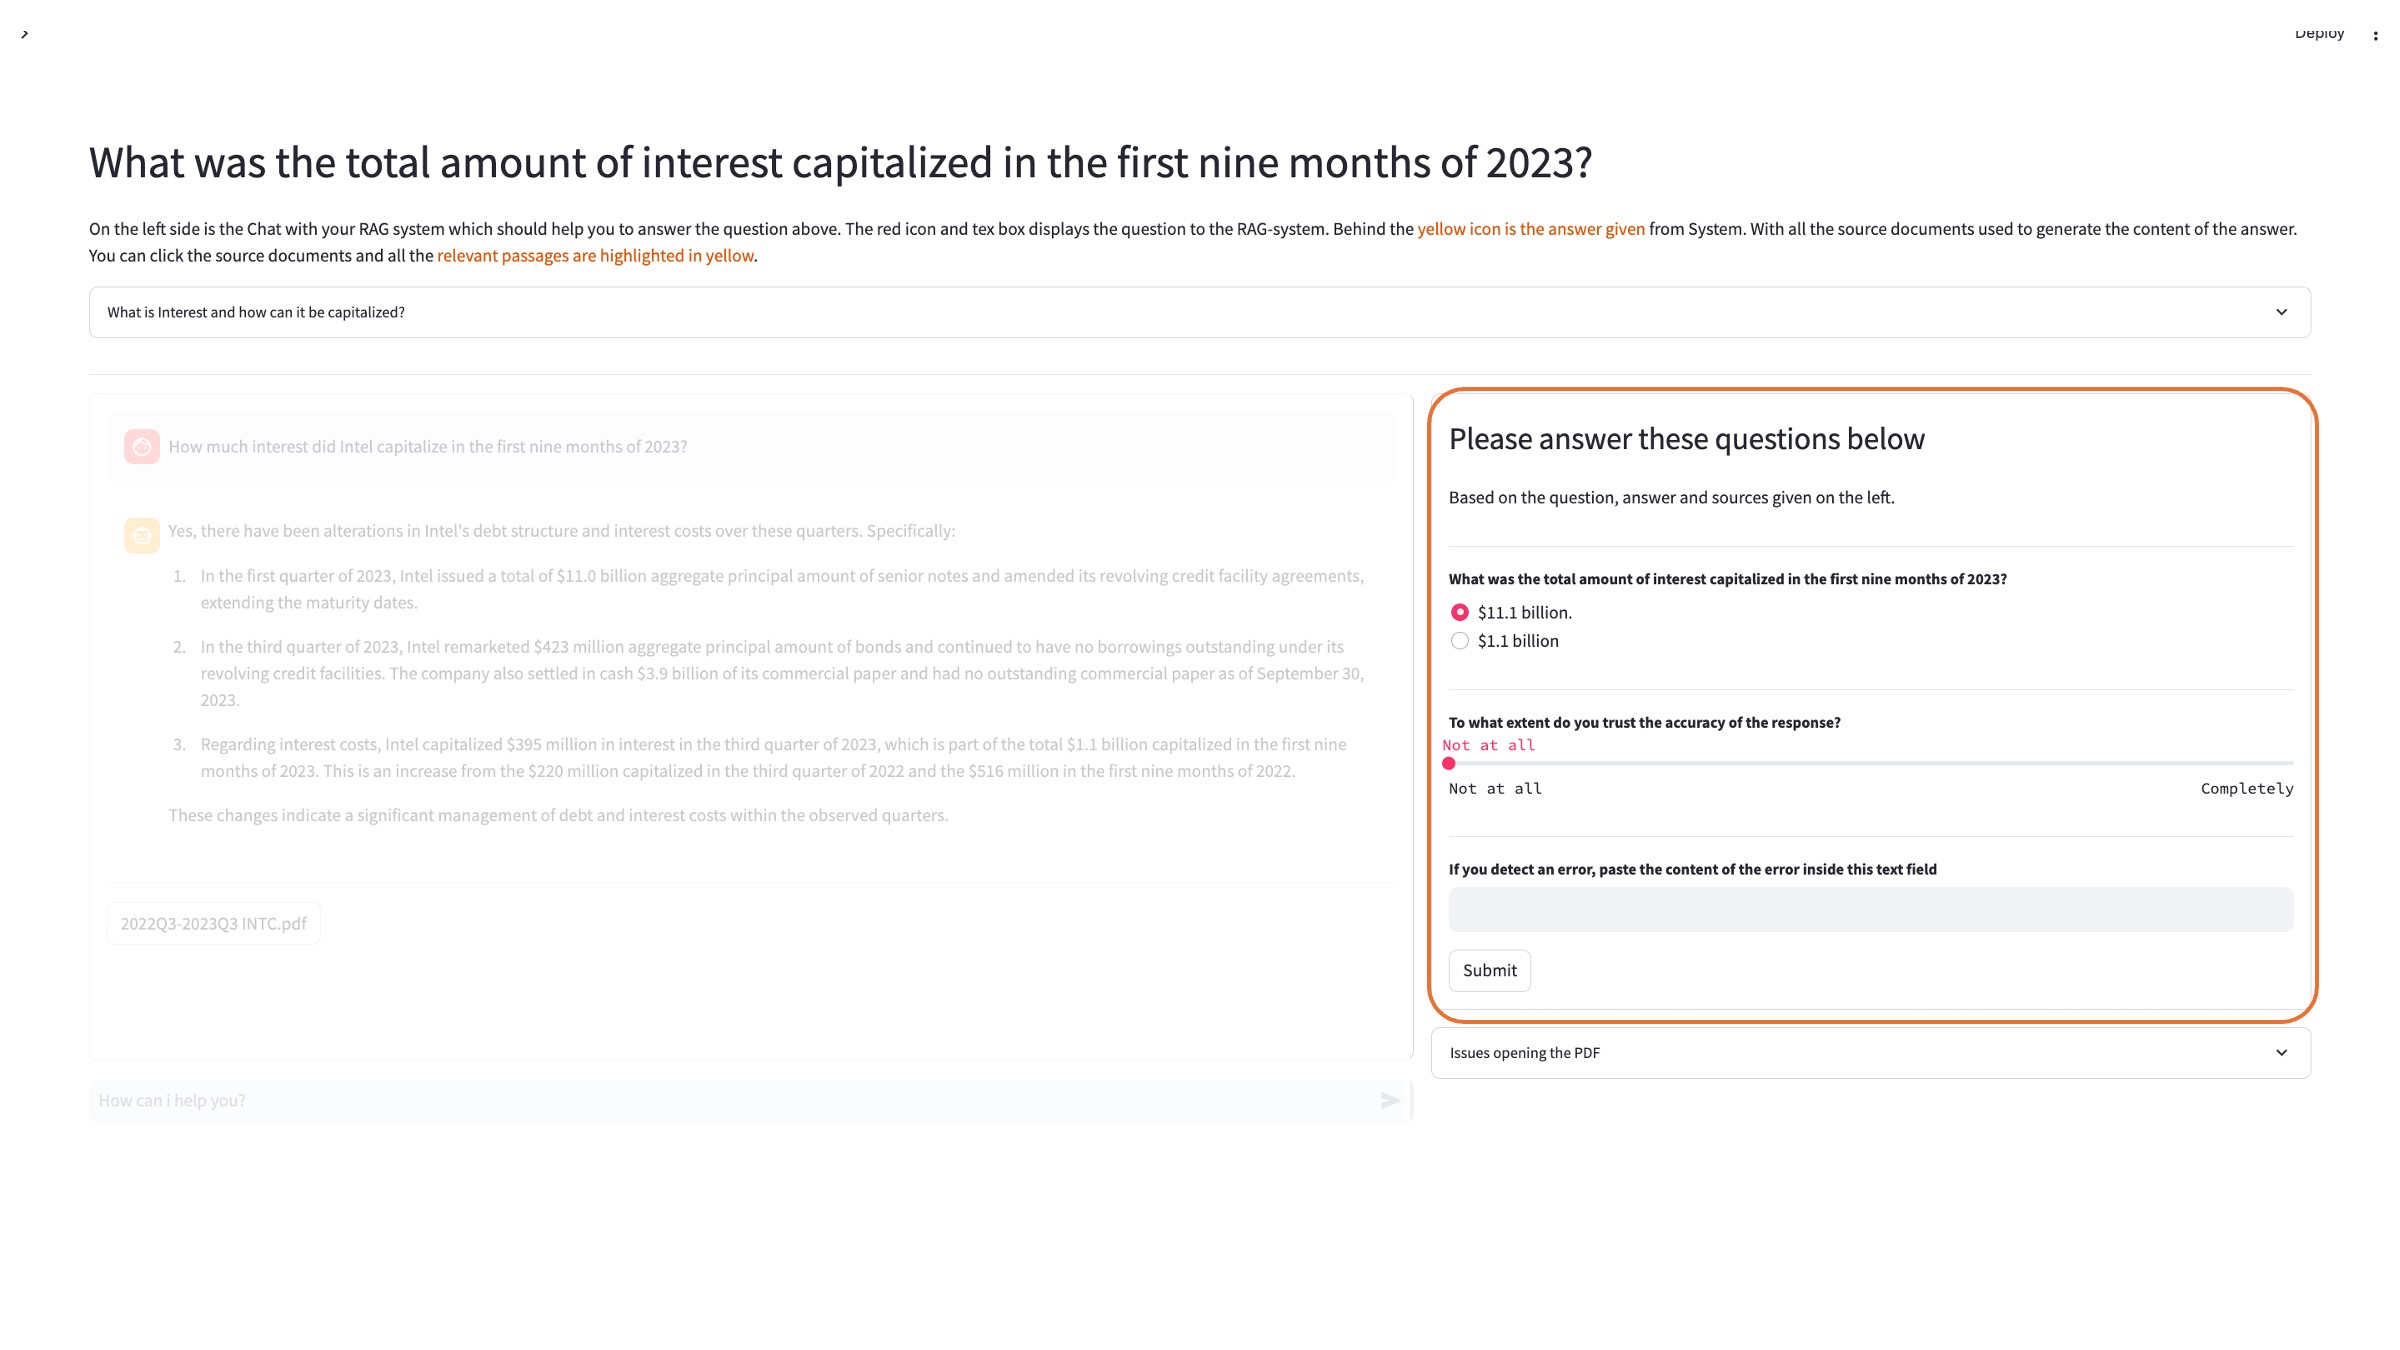 Deploy
What was the total amount of interest capitalized in the first nine months of 2023?
On the left side is the Chat with your RAG system which should help you to answer the question above. The red icon and tex box displays the question to the RAG-system. Behind the yellow icon is the answer given from System. With all the source documents used to generate the content of the answer.
You can click the source documents and all the relevant passages are highlighted in yellow.
What is Interest and how can it be capitalized?
How much interest did Intel capitalize in the first nine months of 2023?
Yes, there have been alterations in Intel's debt structure and interest costs over these quarters. Specifically:
1. In the first quarter of 2023, Intel issued a total of $11.0 billion aggregate principal amount of senior notes and amended its revolving credit facility agreements,
extending the maturity dates.
2. In the third quarter of 2023, Intel remarketed $423 million aggregate principal amount of bonds and continued to have no borrowings outstanding under its
revolving credit facilities. The company also settled in cash $3.9 billion of its commercial paper and had no outstanding commercial paper as of September 30,
2023.
3. Regarding interest costs, Intel capitalized $395 million in interest in the third quarter of 2023, which is part of the total $1.1 billion capitalized in the first nine
months of 2023. This is an increase from the $220 million capitalized in the third quarter of 2022 and the $516 million in the first nine months of 2022.
These changes indicate a significant management of debt and interest costs within the observed quarters.
2022Q3-2023Q3 INTC.pdf
How can i help you?
Please answer these questions below
Based on the question, answer and sources given on the left.
What was the total amount of interest capitalized in the first nine months of 2023?
$11.1 billion.
$1.1 billion
To what extent do you trust the accuracy of the response?
Not at all
Not at all Completely
If you detect an error, paste the content of the error inside this text field
Submit
Issues opening the PDF